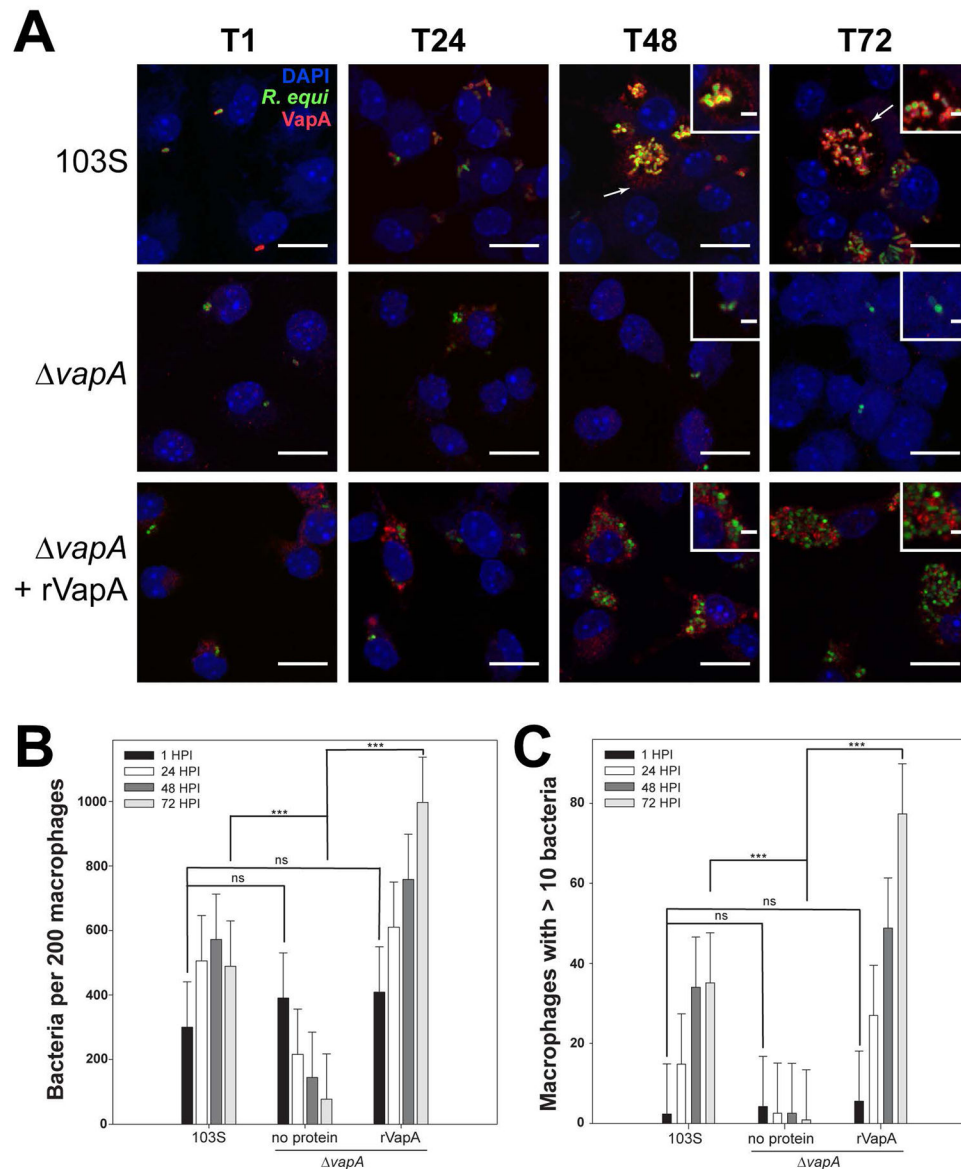 A
T1 T24 T48 T72
DAPI
R. equi
VapA
103S
ΔvapA
ΔvapA
+ rVapA
B
Bacteria per 200 macrophages
1 HPI
24 HPI
48 HPI
72 HPI
***
***
ns
ns
1000
800
600
400
200
0
103S no protein rVapA
ΔvapA
C
Macrophages with > 10 bacteria
1 HPI
24 HPI
48 HPI
72 HPI
***
***
ns
ns
80
60
40
20
0
103S no protein rVapA
ΔvapA